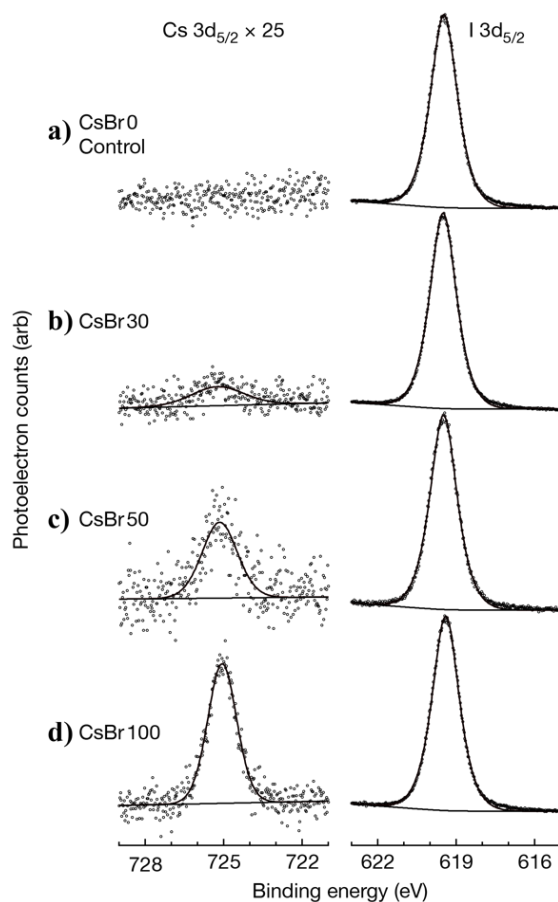 Cs 3d5/2 × 25
I 3d5/2
a) CsBr0
Control
b) CsBr30
c) CsBr50
d) CsBr100
Photoelectron counts (arb)
728 725 722
622 619 616
Binding energy (eV)